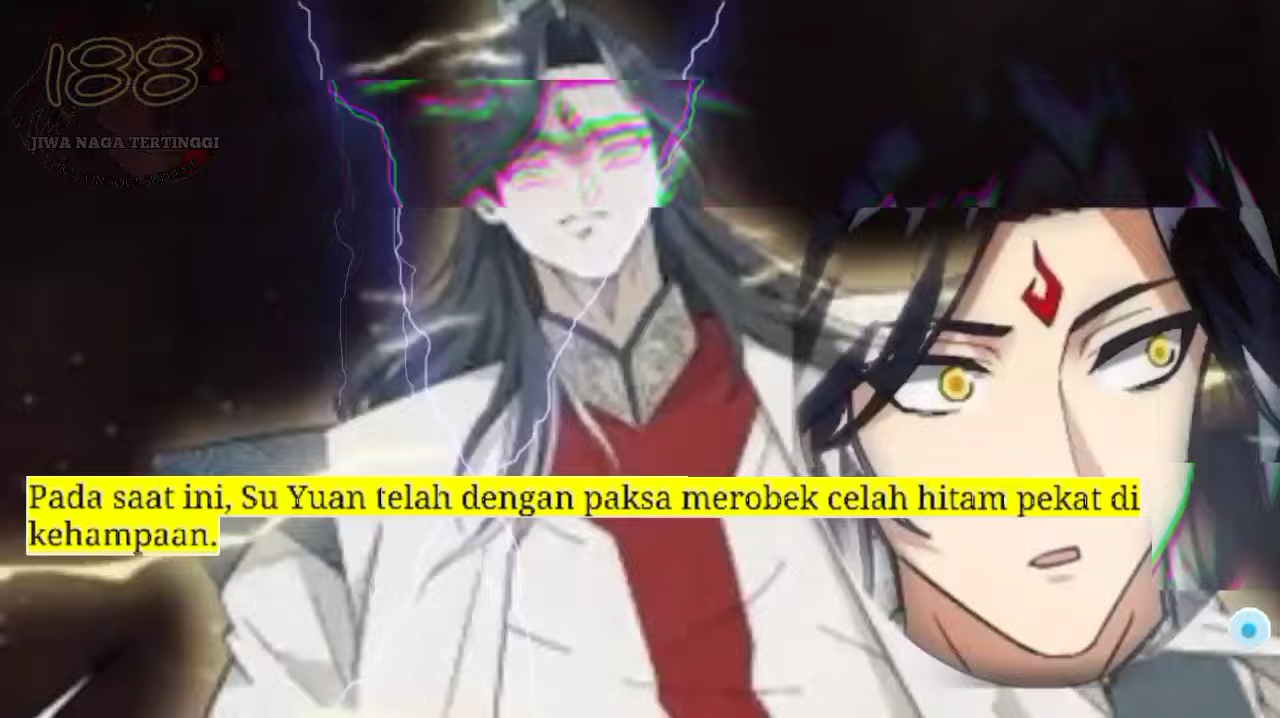 188
JIWA NAGA TERTINGGI
Pada saat ini, Su Yuan telah dengan paksa merobek celah hitam pekat di
kehampaan.